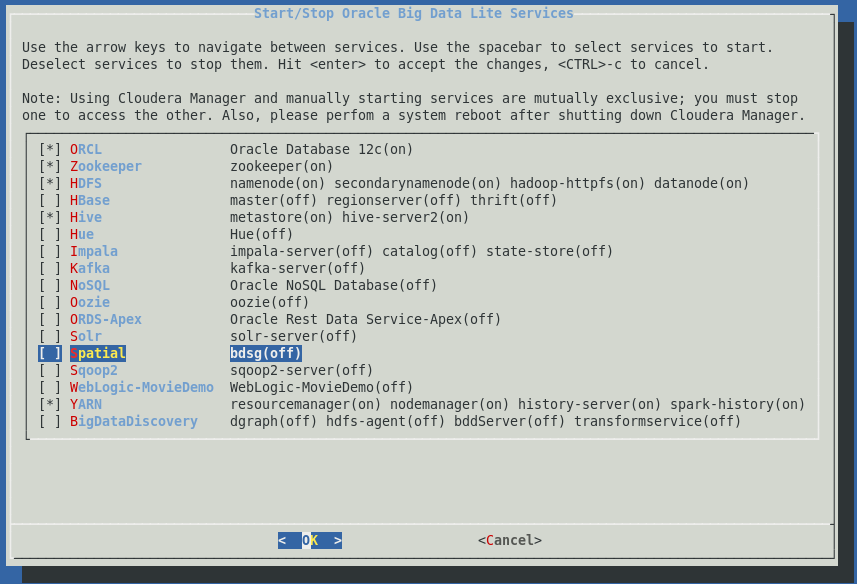 Start/Stop Oracle Big Data Lite Services
Use the arrow keys to navigate between services. Use the spacebar to select services to start.
Deselect services to stop them. Hit <enter> to accept the changes, <CTRL>-c to cancel.
Note: Using Cloudera Manager and manually starting services are mutually exclusive; you must stop
one to access the other. Also, please perfom a system reboot after shutting down Cloudera Manager.
[*] ORCL Oracle Database 12c(on)
[*] Zookeeper zookeeper(on)
[*] HDFS namenode(on) secondarynamenode(on) hadoop-httpfs(on) datanode(on)
[ ] HBase master(off) regionserver(off) thrift(off)
[*] Hive metastore(on) hive-server2(on)
[ ] Hue Hue(off)
[ ] Impala impala-server(off) catalog(off) state-store(off)
[ ] Kafka kafka-server(off)
[ ] NoSQL Oracle NoSQL Database(off)
[ ] Oozie oozie(off)
[ ] ORDS-Apex Oracle Rest Data Service-Apex(off)
[ ] Solr solr-server(off)
[ ] Spatial bdsg(off)
[ ] Sqoop2 sqoop2-server(off)
[ ] WebLogic-MovieDemo WebLogic-MovieDemo(off)
[*] YARN resourcemanager(on) nodemanager(on) history-server(on) spark-history(on)
[ ] BigDataDiscovery dgraph(off) hdfs-agent(off) bddServer(off) transformservice(off)
< OK > <Cancel>